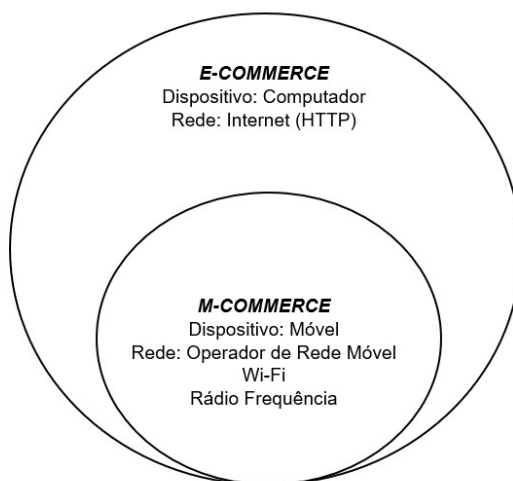 E-COMMERCE
Dispositivo: Computador
Rede: Internet (HTTP)
M-COMMERCE
Dispositivo: Móvel
Rede: Operador de Rede Móvel
Wi-Fi
Rádio Frequência